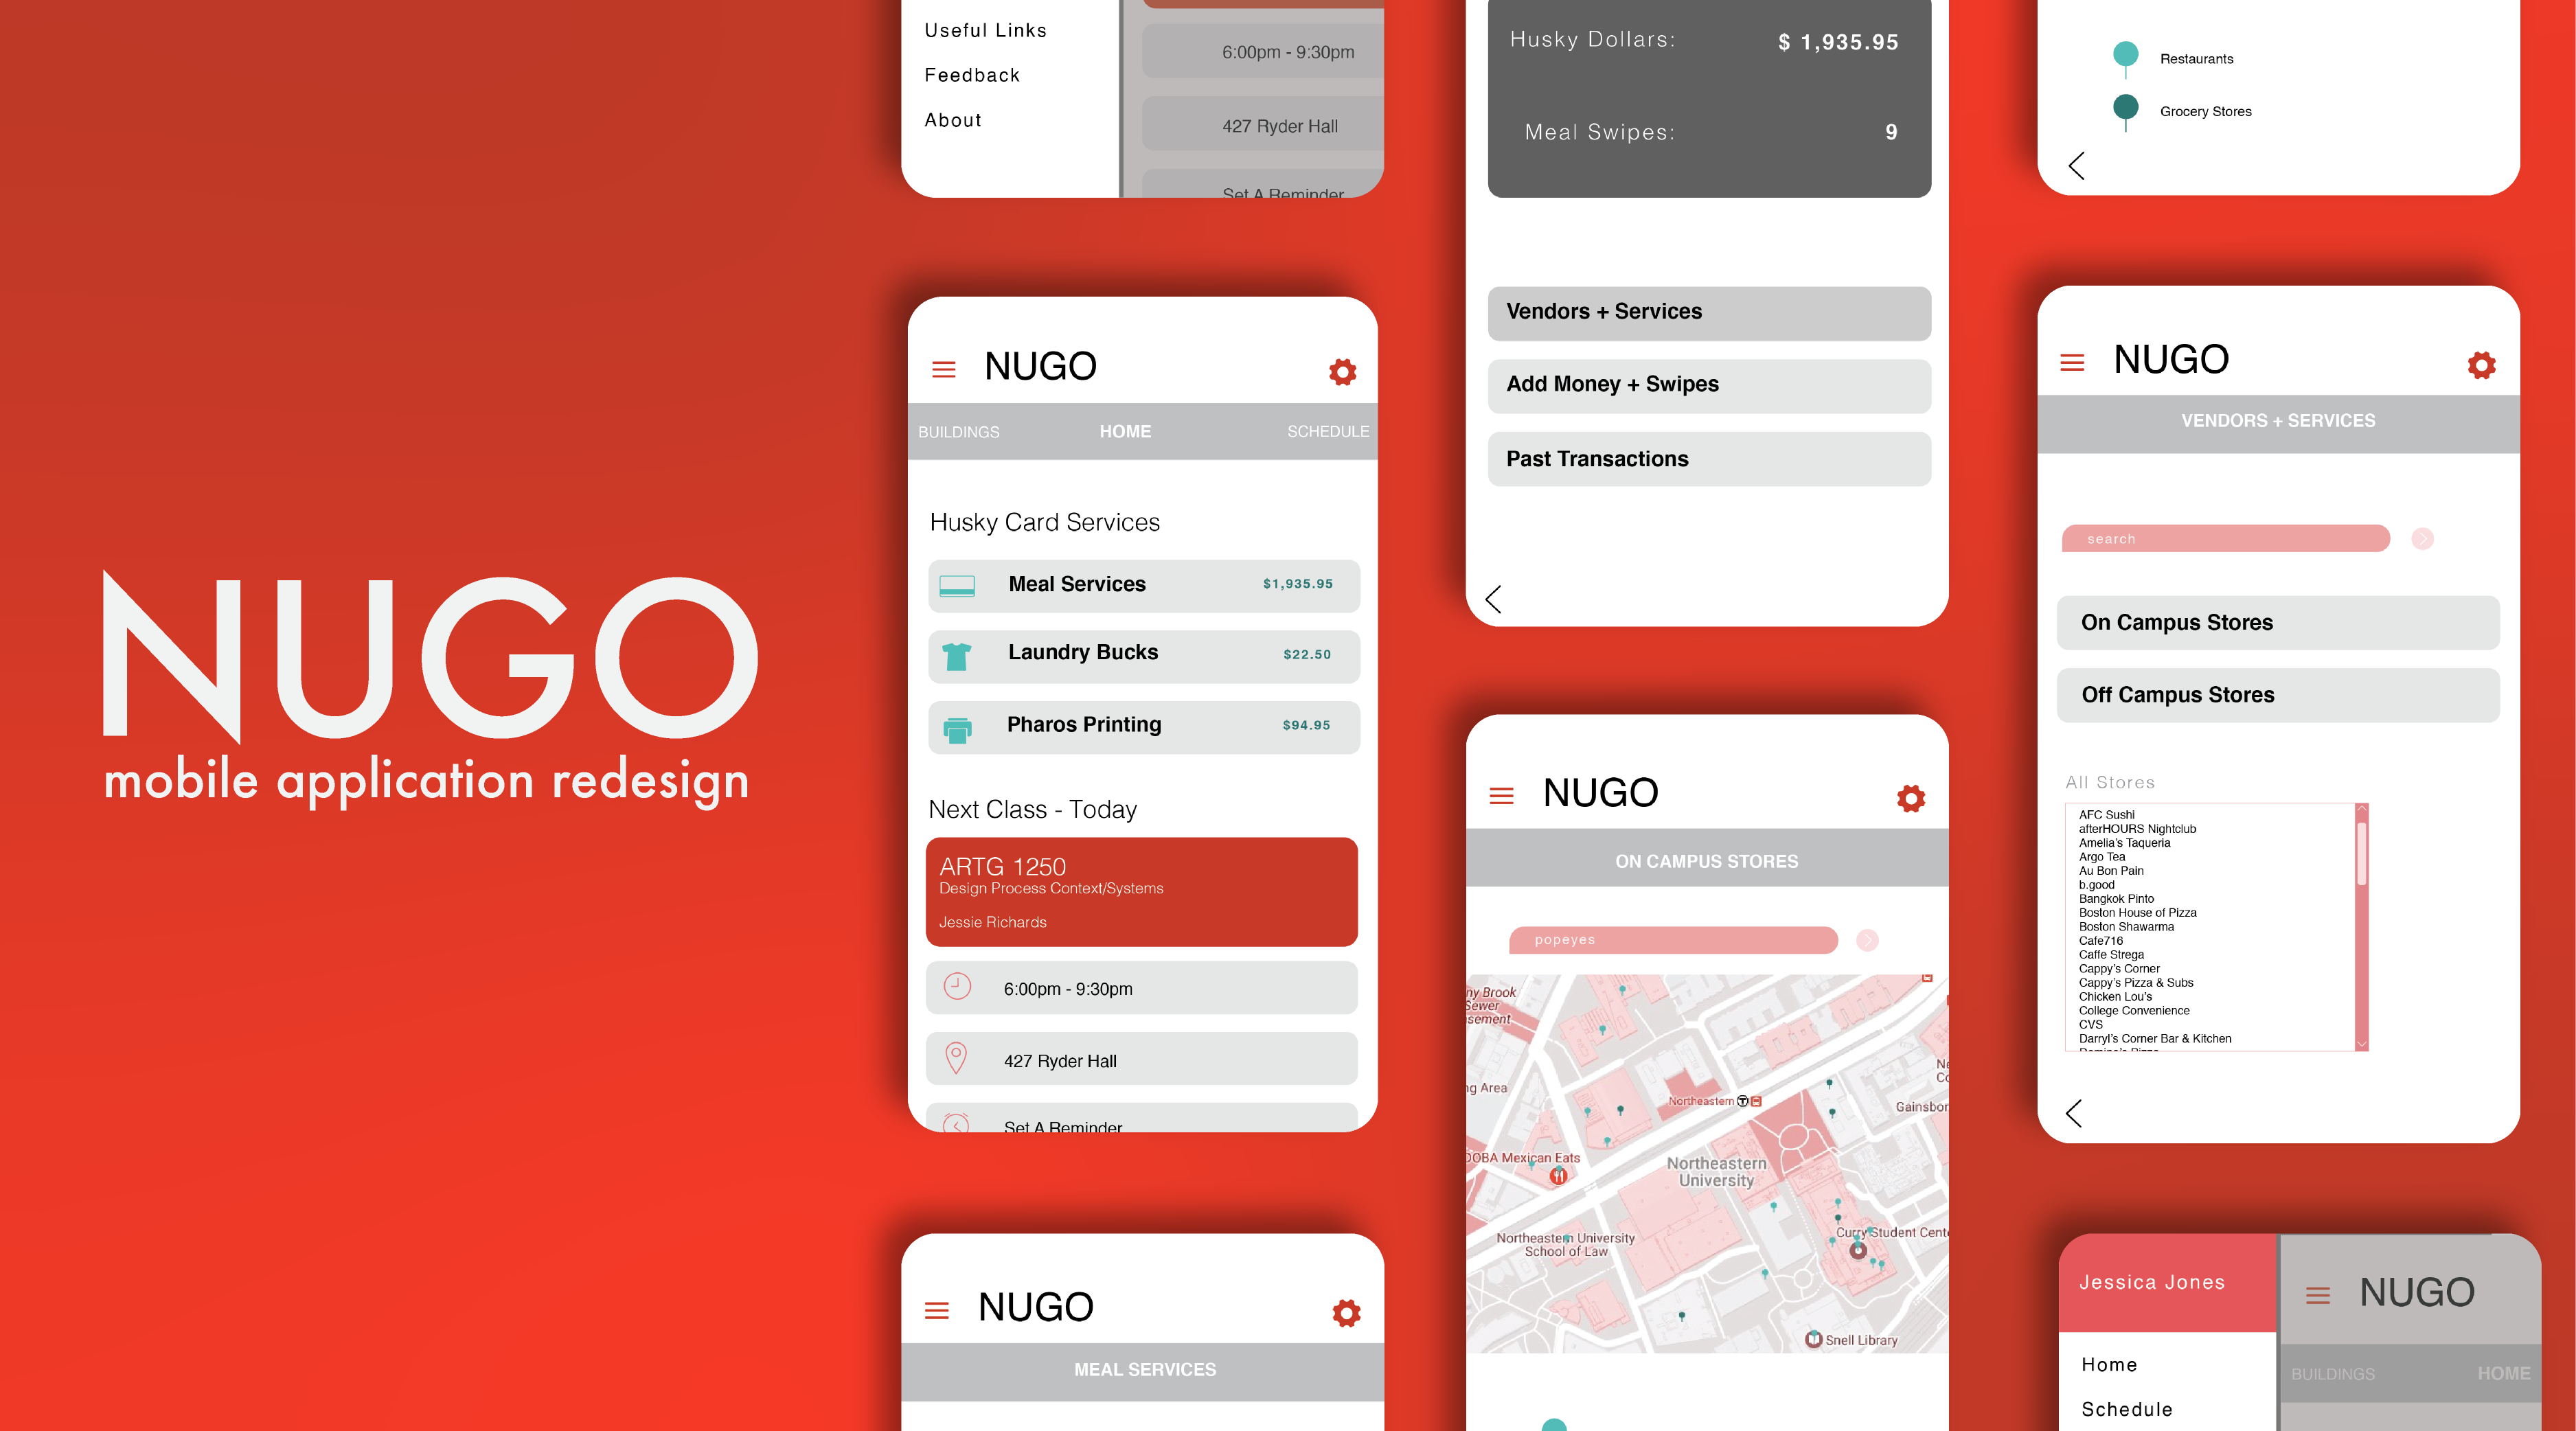 NUGO
mobile application redesign
Useful Links
Feedback
About
6:00pm - 9:30pm
427 Ryder Hall
Set A Reminder
NUGO
BUILDINGS
HOME
SCHEDULE
Husky Card Services
Meal Services
$1,935.95
Laundry Bucks
$22.50
Pharos Printing
$94.95
Next Class - Today
ARTG 1250
Design Process Context/Systems
Jessie Richards
6:00pm - 9:30pm
427 Ryder Hall
Set A Reminder
NUGO
MEAL SERVICES
Husky Dollars:
$ 1,935.95
Meal Swipes:
9
Vendors + Services
Add Money + Swipes
Past Transactions
NUGO
ON CAMPUS STORES
popeyes
ny Brook
Sewer
sement
ng Area
Northeastern
T
Ne
Co
Gainsbor
OBA Mexican Eats
Northeastern
University
Northeastern University
School of Law
Curry Student Cent
Snell Library
Restaurants
Grocery Stores
NUGO
VENDORS + SERVICES
search
On Campus Stores
Off Campus Stores
All Stores
AFC Sushi
afterHOURS Nightclub
Amelia's Taqueria
Argo Tea
Au Bon Pain
b.good
Bangkok Pinto
Boston House of Pizza
Boston Shawarma
Cafe716
Caffe Strega
Cappy's Corner
Cappy's Pizza & Subs
Chicken Lou's
College Convenience
CVS
Darryl's Corner Bar & Kitchen
Domino's Pizza
Jessica Jones
Home
Schedule
NUGO
BUILDINGS
HOME